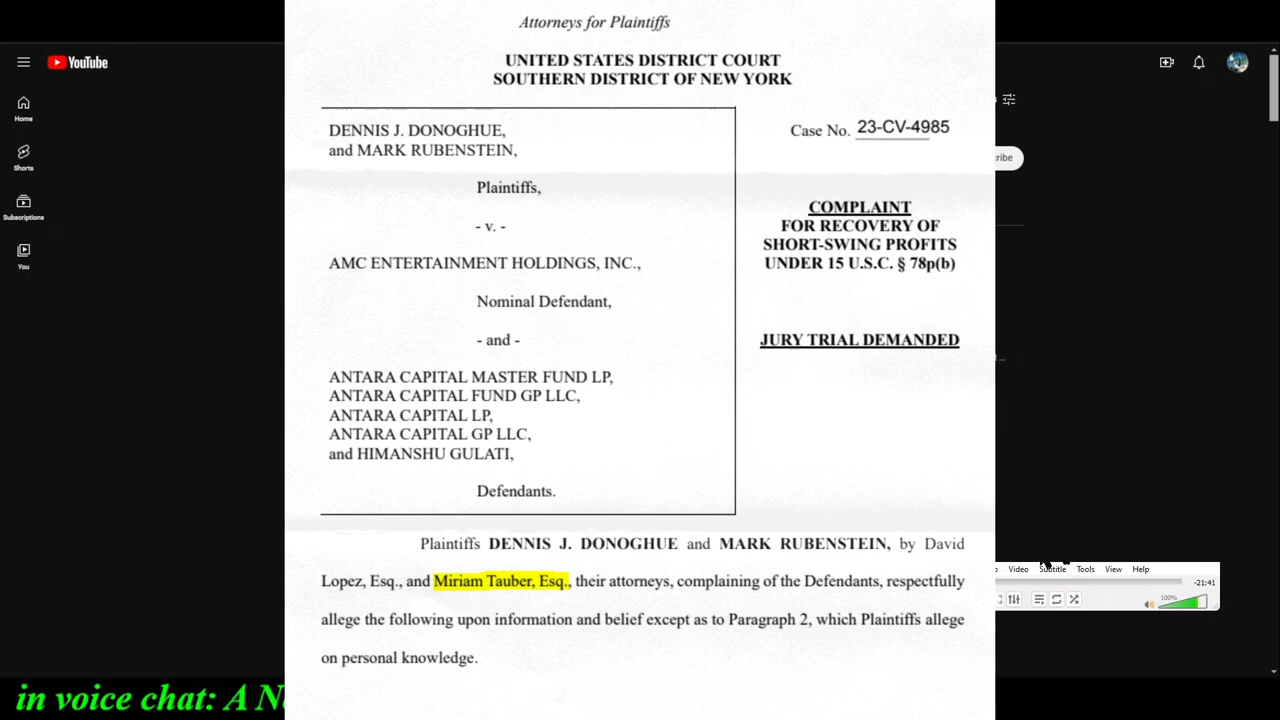 Attorneys for Plaintiffs
UNITED STATES DISTRICT COURT
SOUTHERN DISTRICT OF NEW YORK
DENNIS J. DONOGHUE,
and MARK RUBENSTEIN,
Plaintiffs,
- v. -
AMC ENTERTAINMENT HOLDINGS, INC.,
Nominal Defendant,
- and -
ANTARA CAPITAL MASTER FUND LP,
ANTARA CAPITAL FUND GP LLC,
ANTARA CAPITAL LP,
ANTARA CAPITAL GP LLC,
and HIMANSHU GULATI,
Defendants.
Case No. 23-CV-4985
COMPLAINT
FOR RECOVERY OF
SHORT-SWING PROFITS
UNDER 15 U.S.C. § 78p(b)
JURY TRIAL DEMANDED
Plaintiffs DENNIS J. DONOGHUE and MARK RUBENSTEIN, by David
Lopez, Esq., and Miriam Tauber, Esq., their attorneys, complaining of the Defendants, respectfully
allege the following upon information and belief except as to Paragraph 2, which Plaintiffs allege
on personal knowledge.
YouTube
Home
Shorts
Subscriptions
You
Video Subtitle Tools View Help
-21:41
100%
in voice chat: A